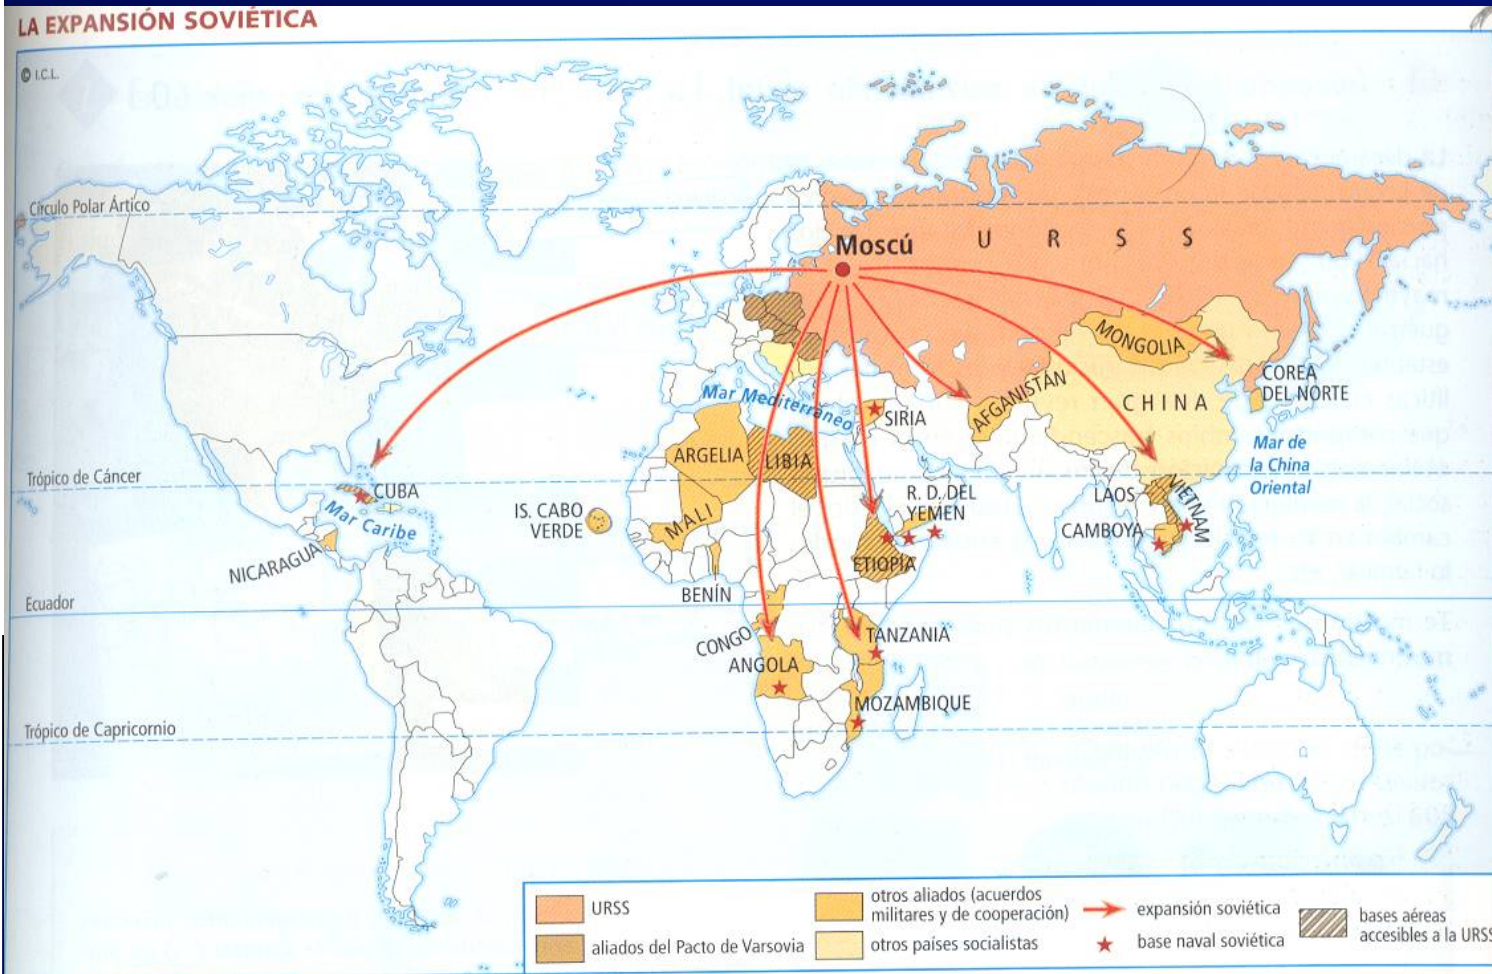 LA EXPANSIÓN SOVIÉTICA
© I.C.L.
Círculo Polar Ártico
Moscú
U R S S
MONGOLIA
COREA
DEL NORTE
AFGANISTÁN
CHINA
Mar Mediterráneo
SIRIA
Mar de
la China
Oriental
ARGELIA
LIBIA
Trópico de Cáncer
CUBA
Mar Caribe
IS. CABO
VERDE
MALI
R. D. DEL
YEMEN
LAOS
VIETNAM
CAMBOYA
NICARAGUA
ETIOPÍA
BENÍN
Ecuador
CONGO
TANZANIA
ANGOLA
MOZAMBIQUE
Trópico de Capricornio
URSS
aliados del Pacto de Varsovia
otros aliados (acuerdos
militares y de cooperación)
otros países socialistas
expansión soviética
base naval soviética
bases aéreas
accesibles a la URSS